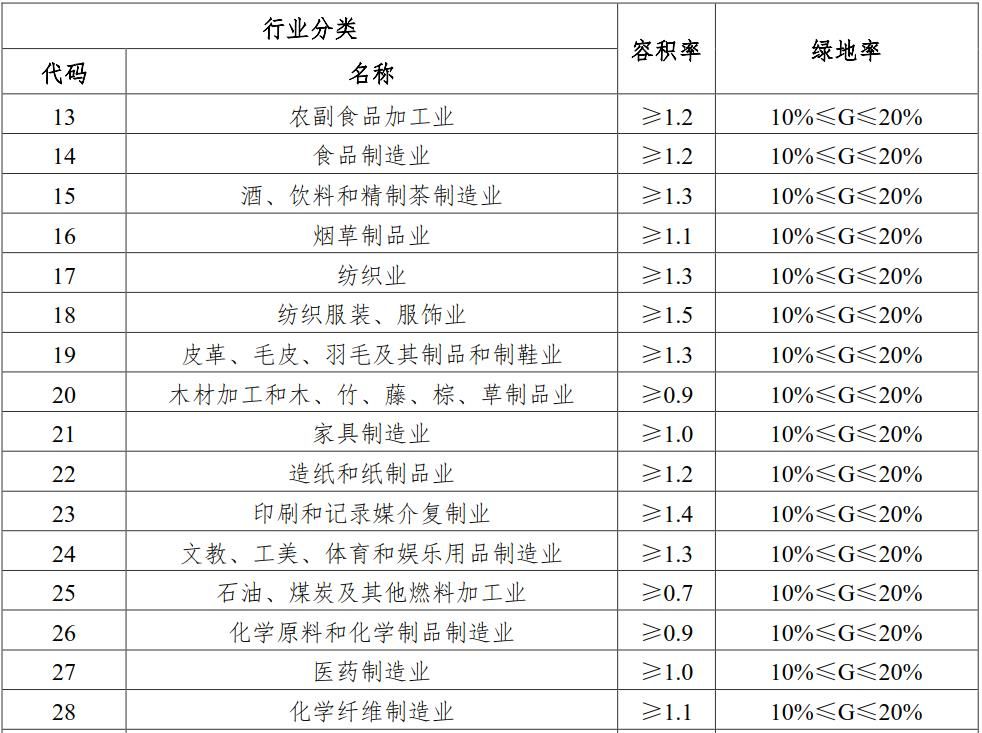 行业分类 容积率 绿地率
代码 名称
13 农副食品加工业 ≥1.2 10%≤G≤20%
14 食品制造业 ≥1.2 10%≤G≤20%
15 酒、饮料和精制茶制造业 ≥1.3 10%≤G≤20%
16 烟草制品业 ≥1.1 10%≤G≤20%
17 纺织业 ≥1.3 10%≤G≤20%
18 纺织服装、服饰业 ≥1.5 10%≤G≤20%
19 皮革、毛皮、羽毛及其制品和制鞋业 ≥1.3 10%≤G≤20%
20 木材加工和木、竹、藤、棕、草制品业 ≥0.9 10%≤G≤20%
21 家具制造业 ≥1.0 10%≤G≤20%
22 造纸和纸制品业 ≥1.2 10%≤G≤20%
23 印刷和记录媒介复制业 ≥1.4 10%≤G≤20%
24 文教、工美、体育和娱乐用品制造业 ≥1.3 10%≤G≤20%
25 石油、煤炭及其他燃料加工业 ≥0.7 10%≤G≤20%
26 化学原料和化学制品制造业 ≥0.9 10%≤G≤20%
27 医药制造业 ≥1.0 10%≤G≤20%
28 化学纤维制造业 ≥1.1 10%≤G≤20%